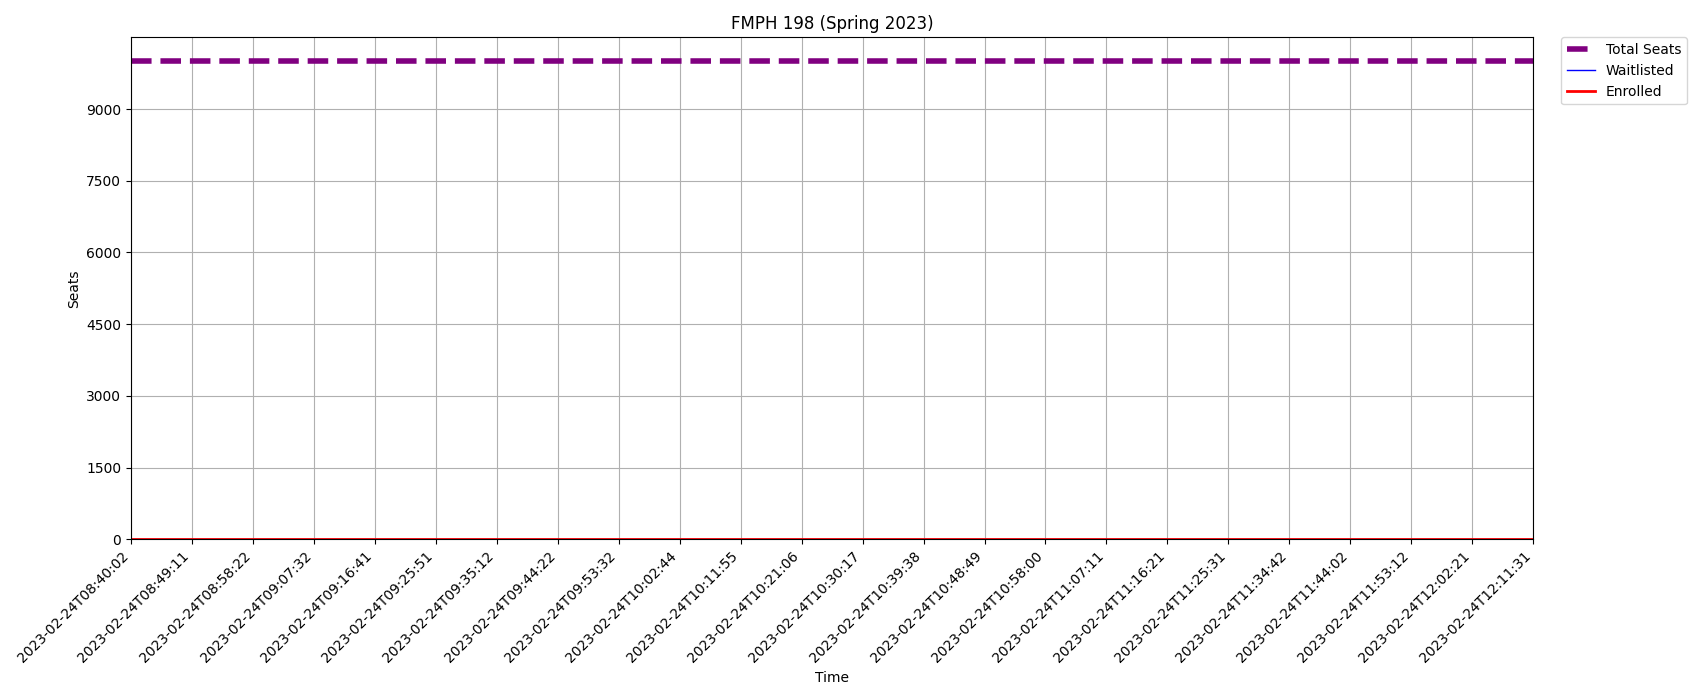 FMPH 198 (Spring 2023)
Total Seats
Waitlisted
Enrolled
Seats
9000
7500
6000
4500
3000
1500
0
2023-02-24T08:40:02
2023-02-24T08:49:11
2023-02-24T08:58:22
2023-02-24T09:07:32
2023-02-24T09:16:41
2023-02-24T09:25:51
2023-02-24T09:35:12
2023-02-24T09:44:22
2023-02-24T09:53:32
2023-02-24T10:02:44
2023-02-24T10:11:55
2023-02-24T10:21:06
2023-02-24T10:30:17
2023-02-24T10:39:38
2023-02-24T10:48:49
2023-02-24T10:58:00
2023-02-24T11:07:11
2023-02-24T11:16:21
2023-02-24T11:25:31
2023-02-24T11:34:42
2023-02-24T11:44:02
2023-02-24T11:53:12
2023-02-24T12:02:21
2023-02-24T12:11:31
Time